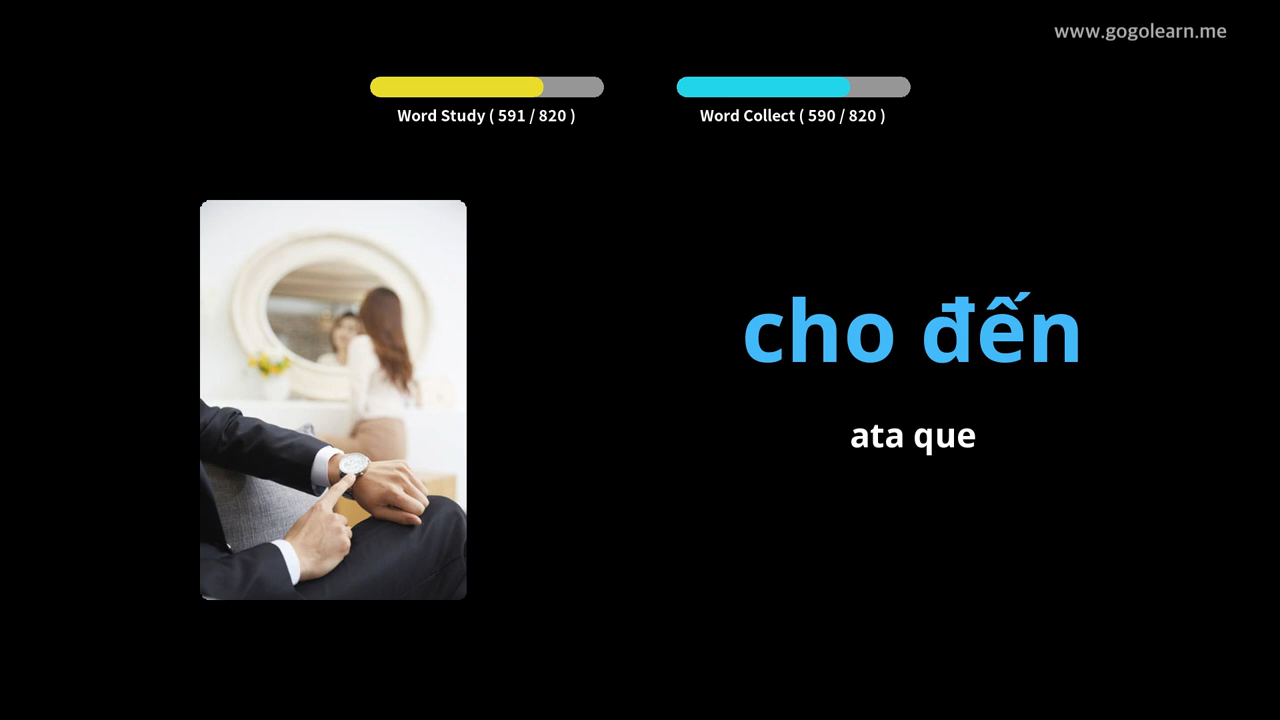 www.gogolearn.me
Word Study ( 591 / 820 )
Word Collect ( 590 / 820 )
cho đến
ata que